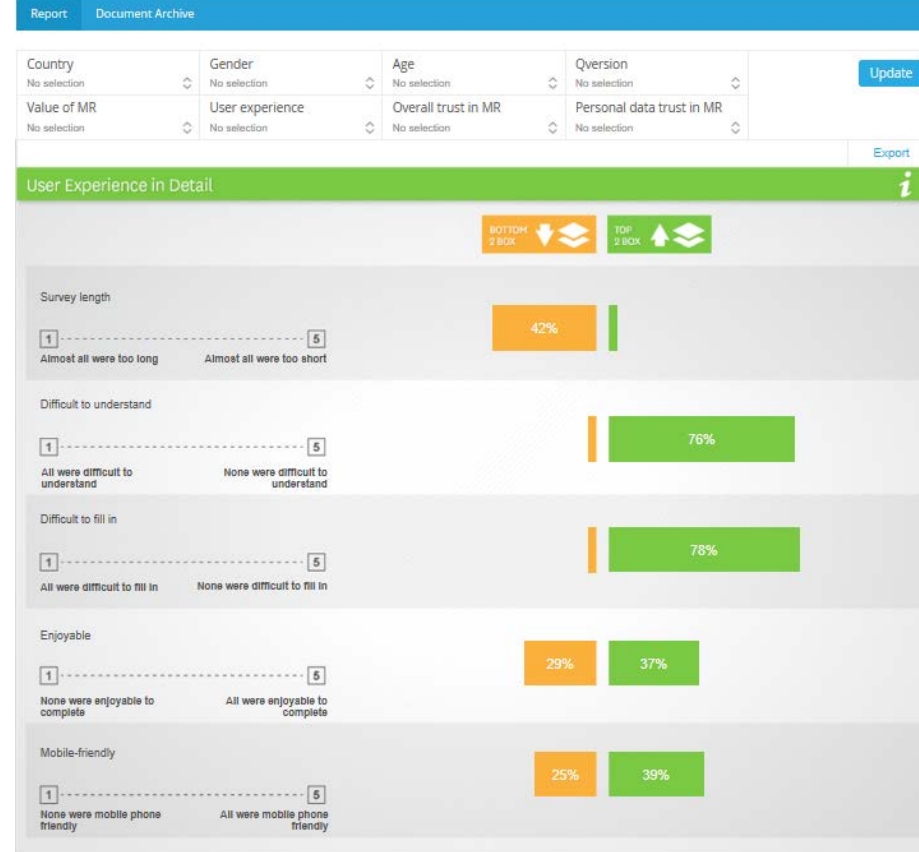 Report Document Archive
Country Gender Age Qversion
No selection No selection No selection No selection
Update
Value of MR User experience Overall trust in MR Personal data trust in MR
No selection No selection No selection No selection
Export
User Experience in Detail
i
BOTTOM
2 BOX
TOP
2 BOX
Survey length
42%
1 5
Almost all were too long Almost all were too short
Difficult to understand
76%
1 5
All were difficult to
understand
None were difficult to
understand
Difficult to fill in
78%
1 5
All were difficult to fill in None were difficult to fill in
Enjoyable
29% 37%
1 5
None were enjoyable to
complete
All were enjoyable to
complete
Mobile-friendly
25% 39%
1 5
None were mobile phone
friendly
All were mobile phone
friendly